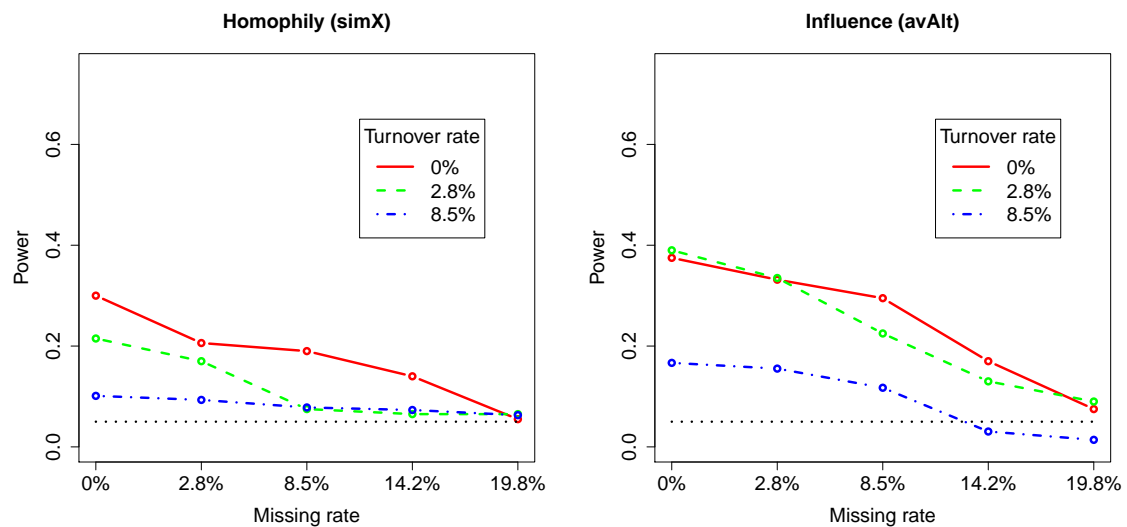 Homophily (simX)
Power
0.6
0.4
0.2
0.0
Turnover rate
0%
2.8%
8.5%
0% 2.8% 8.5% 14.2% 19.8%
Missing rate
Influence (avAlt)
Power
0.6
0.4
0.2
0.0
Turnover rate
0%
2.8%
8.5%
0% 2.8% 8.5% 14.2% 19.8%
Missing rate